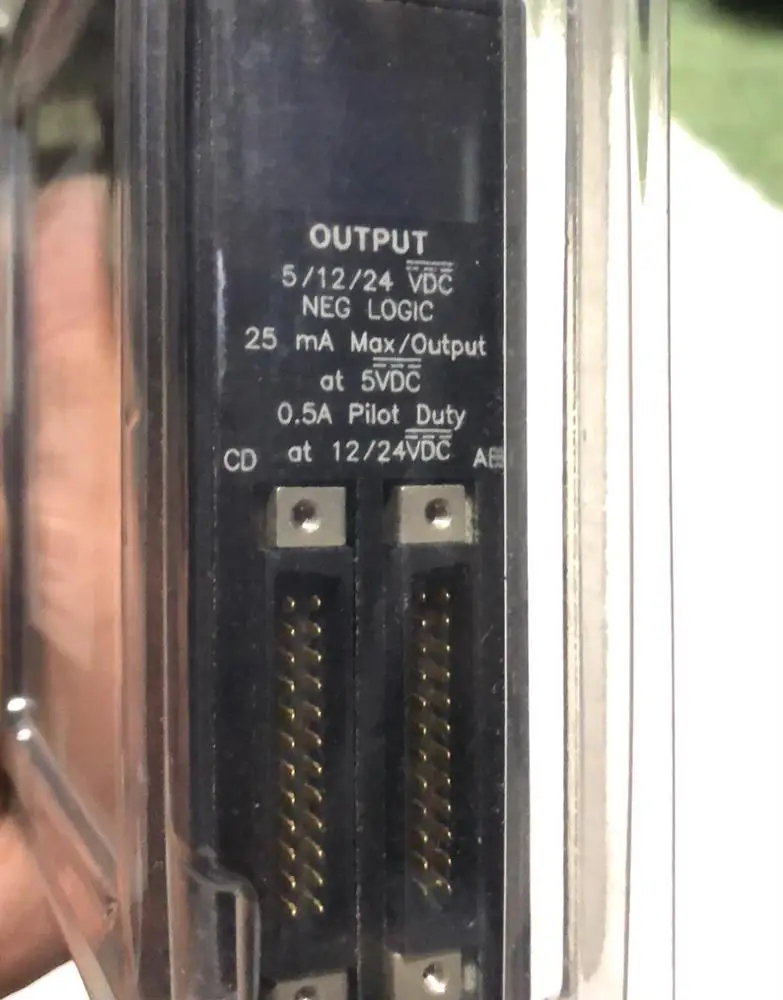 OUTPUT
5/12/24 VDC
NEG LOGIC
25 mA Max/Output
at 5VDC
0.5A Pilot Duty
at 12/24VDC
CD